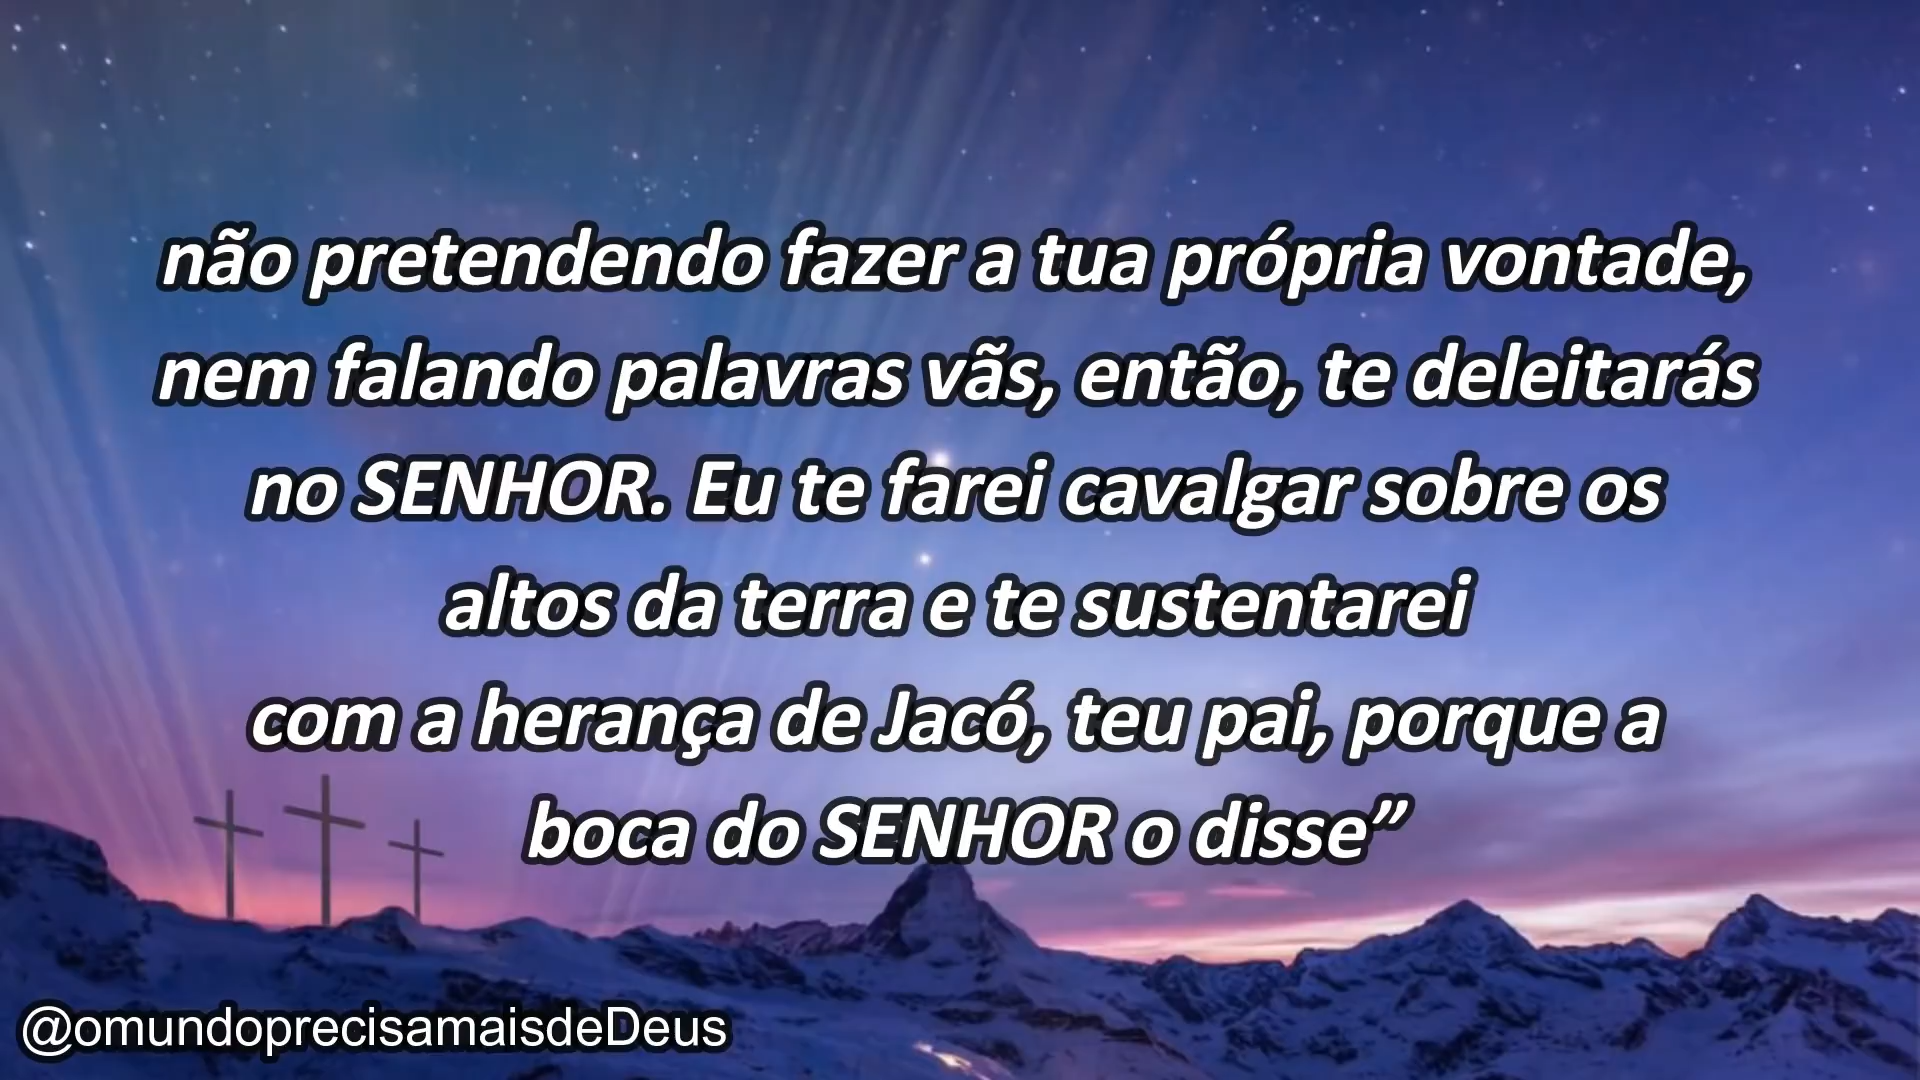 não pretendendo fazer a tua própria vontade,
nem falando palavras vãs, então, te deleitarás
no SENHOR. Eu te farei cavalgar sobre os
altos da terra e te sustentarei
com a herança de Jacó, teu pai, porque a
boca do SENHOR o disse”
@omundoprecisamaisdeDeus